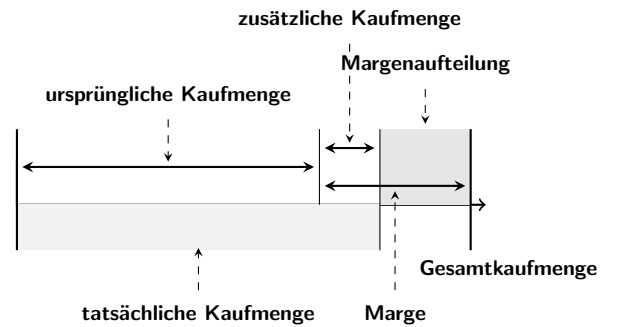 zusätzliche Kaufmenge
Margenaufteilung
ursprüngliche Kaufmenge
Gesamtkaufmenge
tatsächliche Kaufmenge
Marge